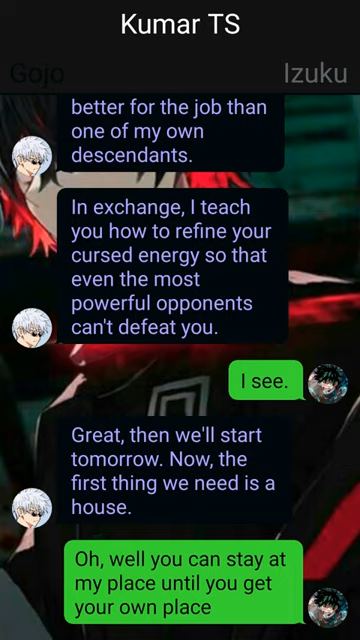 Kumar TS
Gojo
Izuku
better for the job than
one of my own
descendants.
In exchange, I teach
you how to refine your
cursed energy so that
even the most
powerful opponents
can't defeat you.
I see.
Great, then we'll start
tomorrow. Now, the
first thing we need is a
house.
Oh, well you can stay at
my place until you get
your own place